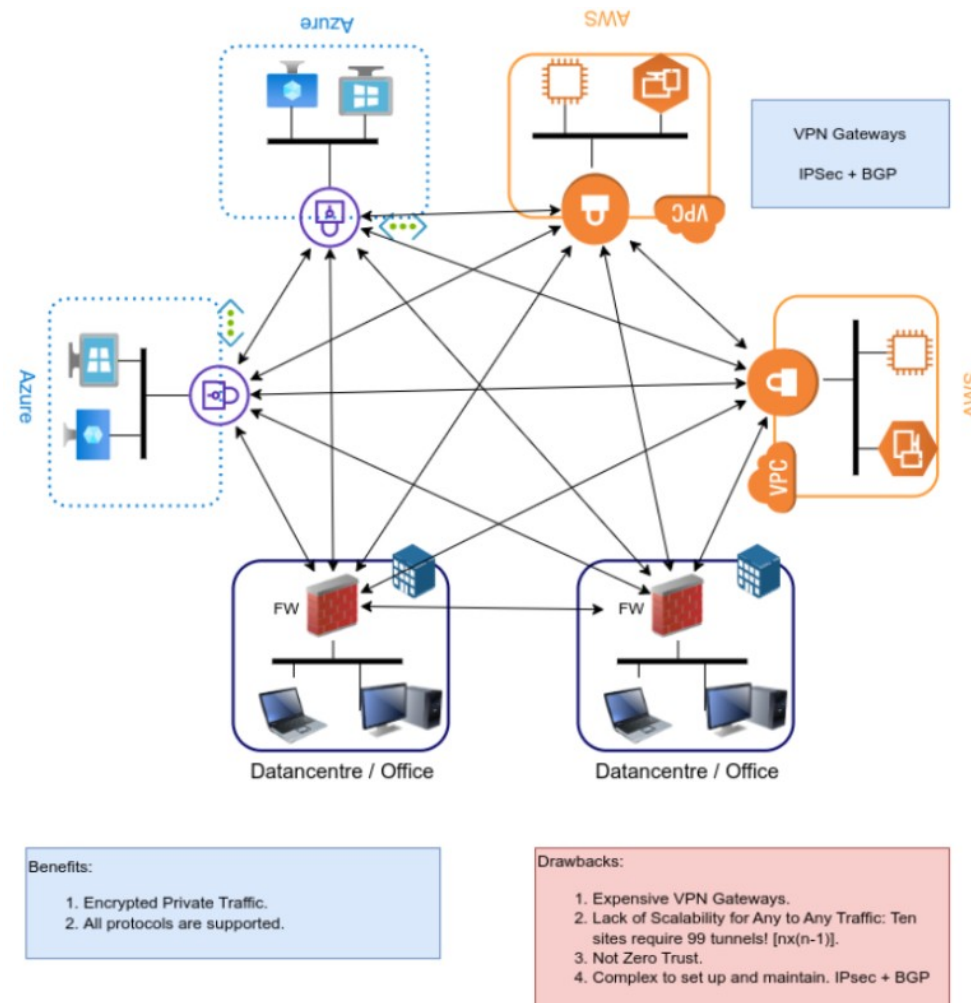 Azure
AWS
VPN Gateways
IPSec + BGP
VPC
Azure
AWS
VPC
FW
FW
Datancentre / Office
Datancentre / Office
Benefits:
1. Encrypted Private Traffic.
2. All protocols are supported.
Drawbacks:
1. Expensive VPN Gateways.
2. Lack of Scalability for Any to Any Traffic: Ten
sites require 99 tunnels! [nx(n-1)].
3. Not Zero Trust.
4. Complex to set up and maintain. IPsec + BGP